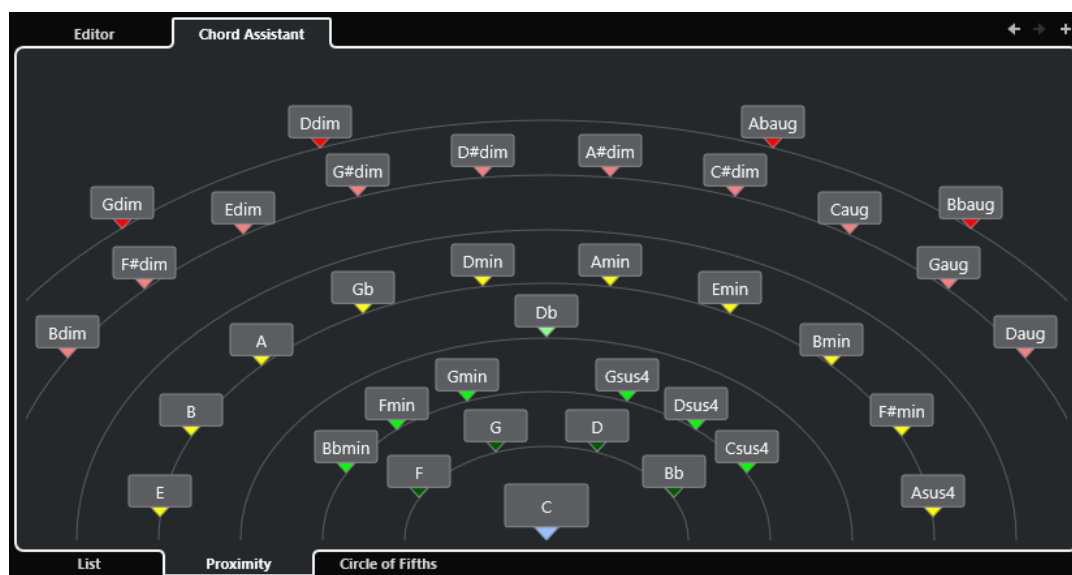 Editor
Chord Assistant
Ddim
Abaug
D#dim
A#dim
G#dim
C#dim
Gdim
Edim
Caug
Bbaug
F#dim
Gaug
Dmin
Amin
Gb
Emin
Db
Bdim
A
Bmin
Daug
Gmin
Gsus4
Fmin
Dsus4
B
F#min
G
D
Bbmin
Csus4
F
Bb
E
Asus4
C
List
Proximity
Circle of Fifths